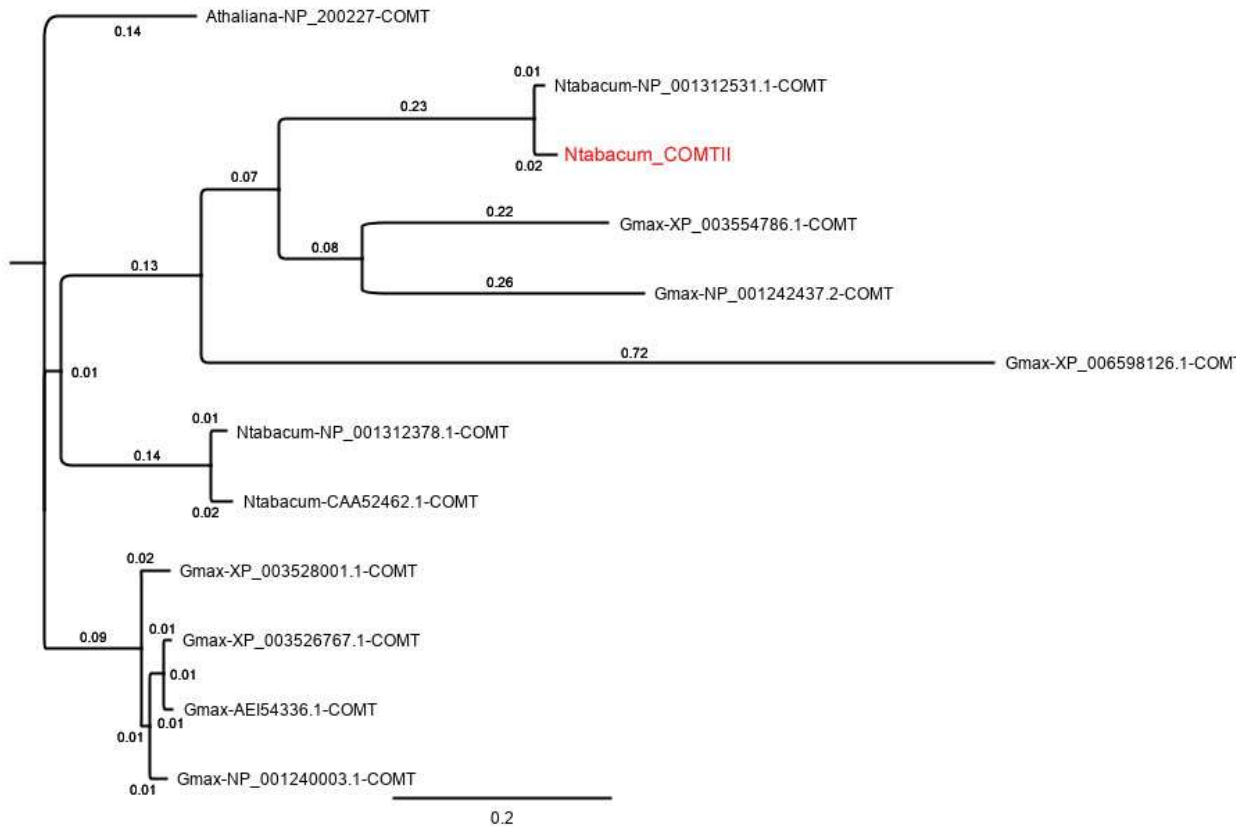 Athaliana-NP_200227-COMT
0.14
0.01
Ntabacum-NP_001312531.1-COMT
0.23
Ntabacum_COMTII
0.02
0.07
0.22
Gmax-XP_003554786.1-COMT
0.08
0.13
0.26
Gmax-NP_001242437.2-COMT
0.72
Gmax-XP_006598126.1-COMT
0.01
0.01
Ntabacum-NP_001312378.1-COMT
0.14
Ntabacum-CAA52462.1-COMT
0.02
0.02
Gmax-XP_003528001.1-COMT
0.09
0.01
Gmax-XP_003526767.1-COMT
0.01
Gmax-AEI54336.1-COMT
0.01
0.01
Gmax-NP_001240003.1-COMT
0.01
0.2